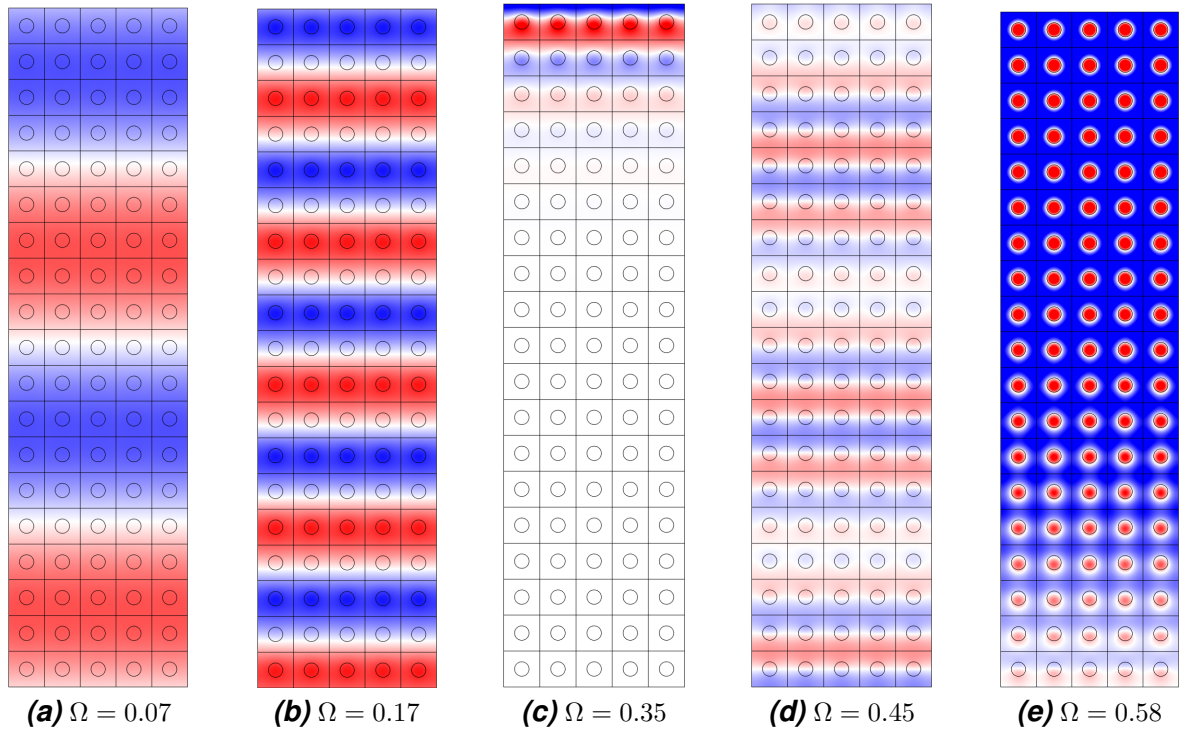 (a) Ω = 0.07 (b) Ω = 0.17 (c) Ω = 0.35 (d) Ω = 0.45 (e) Ω = 0.58